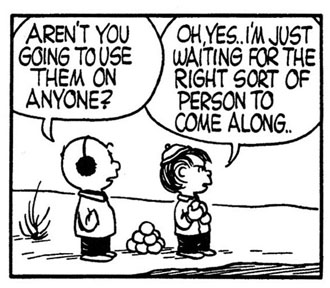 AREN'T YOU
GOING TO USE
THEM ON
ANYONE?
OH, YES..I'M JUST
WAITING FOR THE
RIGHT SORT OF
PERSON TO
COME ALONG..